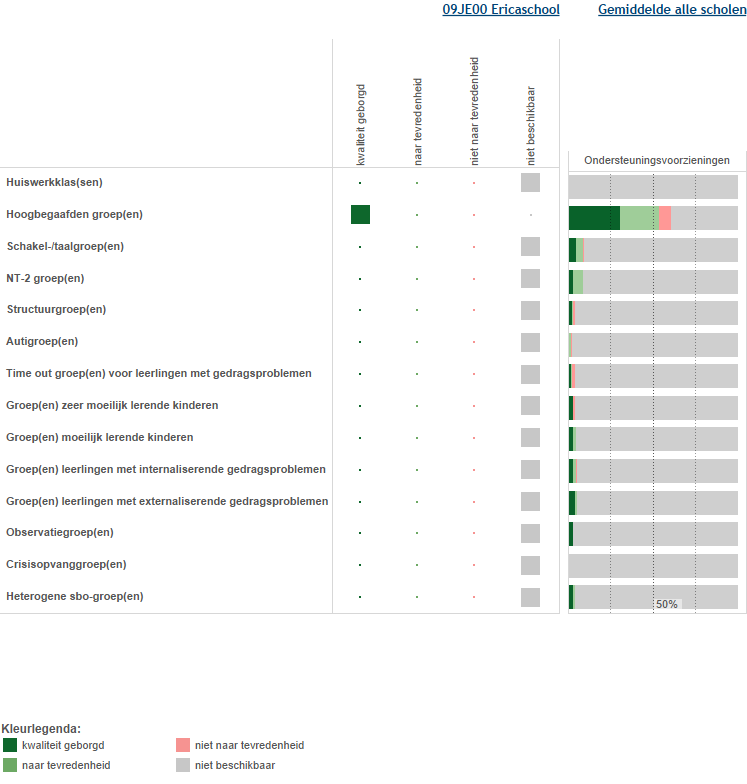 09JE00 Ericaschool
Gemiddelde alle scholen
kwaliteit geborgd
naar tevredenheid
niet naar tevredenheid
niet beschikbaar
Ondersteuningsvoorzieningen
Huiswerkklas(sen)
Hoogbegaafden groep(en)
Schakel-/taalgroep(en)
NT-2 groep(en)
Structuurgroep(en)
Autigroep(en)
Time out groep(en) voor leerlingen met gedragsproblemen
Groep(en) zeer moeilijk lerende kinderen
Groep(en) moeilijk lerende kinderen
Groep(en) leerlingen met internaliserende gedragsproblemen
Groep(en) leerlingen met externaliserende gedragsproblemen
Observatiegroep(en)
Crisisopvanggroep(en)
Heterogene sbo-groep(en)
50%
Kleurlegenda:
kwaliteit geborgd
niet naar tevredenheid
naar tevredenheid
niet beschikbaar